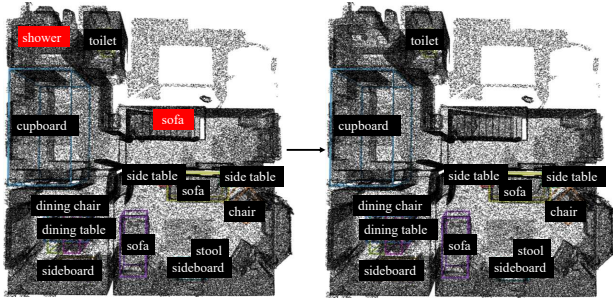 shower
toilet
sofa
cupboard
side table
side table
sofa
dining chair
chair
dining table
sofa
stool
sideboard
sideboard
toilet
cupboard
side table
side table
sofa
dining chair
chair
dining table
sofa
stool
sideboard
sideboard